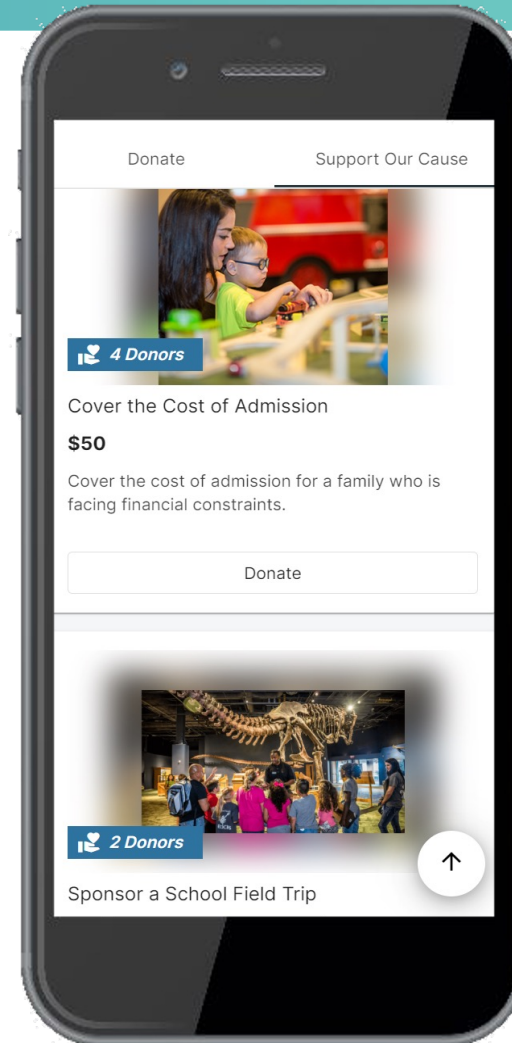 Donate
Support Our Cause
4 Donors
Cover the Cost of Admission
$50
Cover the cost of admission for a family who is
facing financial constraints.
Donate
2 Donors
Sponsor a School Field Trip